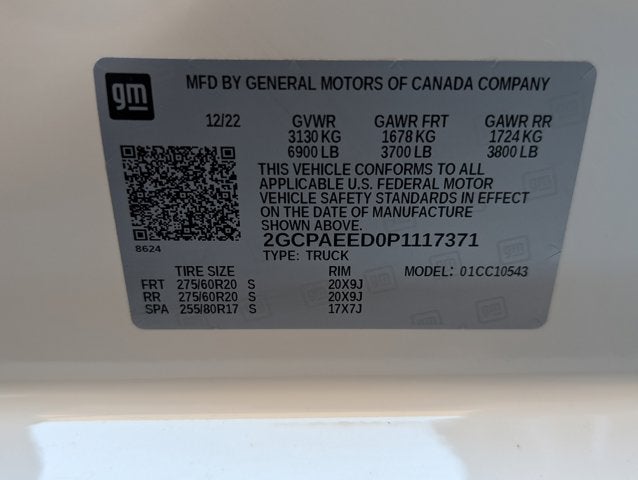 gm
MFD BY GENERAL MOTORS OF CANADA COMPANY
12/22 GVWR GAWR FRT GAWR RR
3130 KG 1678 KG 1724 KG
6900 LB 3700 LB 3800 LB
THIS VEHICLE CONFORMS TO ALL
APPLICABLE U.S. FEDERAL MOTOR
VEHICLE SAFETY STANDARDS IN EFFECT
ON THE DATE OF MANUFACTURE
SHOWN ABOVE.
8624
2GCPAEED0P1117371
TYPE: TRUCK
TIRE SIZE RIM MODEL: 01CC10543
FRT 275/60R20 S 20X9J
RR 275/60R20 S 20X9J
SPA 255/80R17 S 17X7J